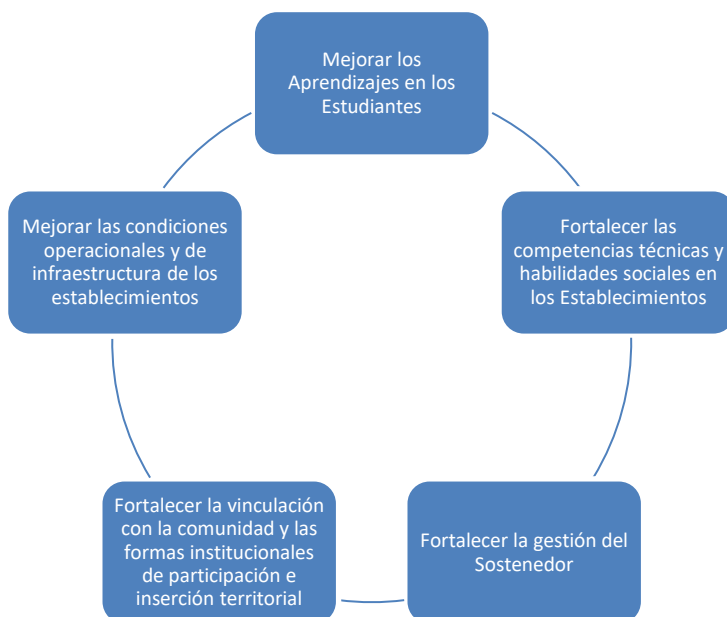 Mejorar los
Aprendizajes en los
Estudiantes
Fortalecer las
competencias técnicas y
habilidades sociales en
los Establecimientos
Fortalecer la gestión del
Sostenedor
Fortalecer la vinculación
con la comunidad y las
formas institucionales
de participación e
inserción territorial
Mejorar las condiciones
operacionales y de
infraestructura de los
establecimientos